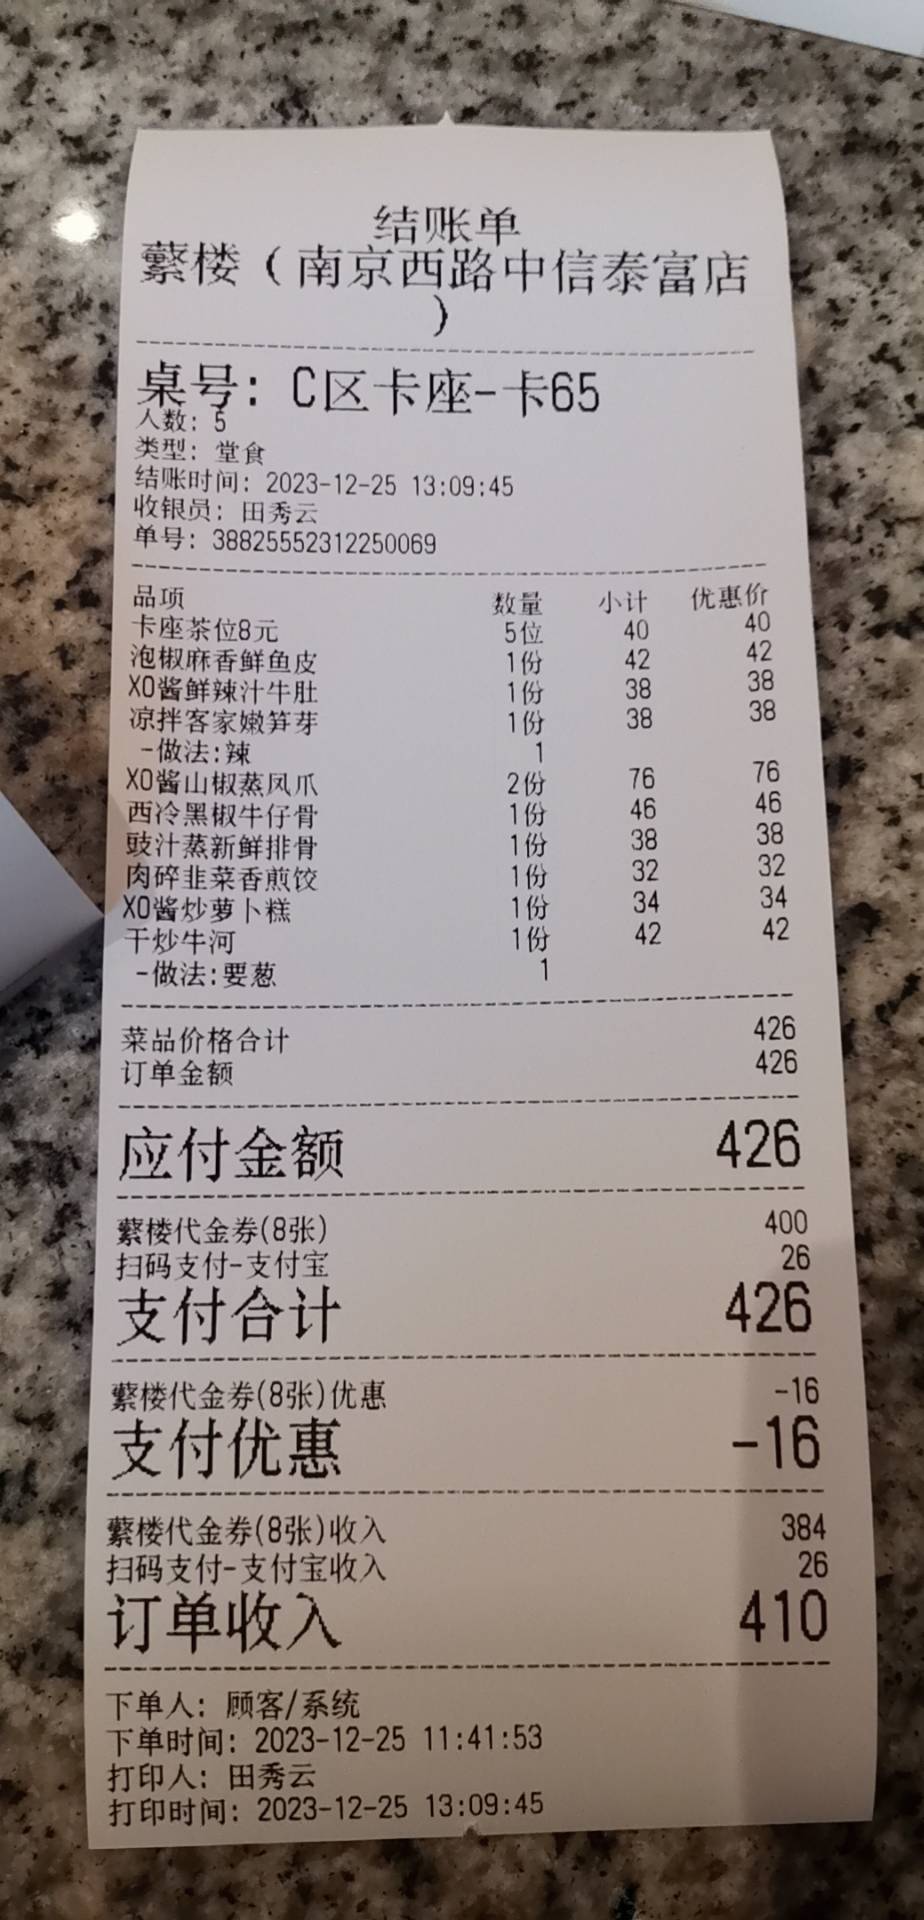 结账单
蘩楼（南京西路中信泰富店
）
桌号: C区卡座-卡65
人数: 5
类型: 堂食
结账时间: 2023-12-25 13:09:45
收银员: 田秀云
单号: 388255552312250069
品项 数量 小计 优惠价
卡座茶位8元 5位 40 40
泡椒麻香鲜鱼皮 1份 42 42
XO酱鲜辣汁牛肚 1份 38 38
凉拌客家嫩笋芽 1份 38 38
-做法:辣 1
XO酱山椒蒸凤爪 2份 76 76
西冷黑椒牛仔骨 1份 46 46
豉汁蒸新鲜排骨 1份 38 38
肉碎韭菜香煎饺 1份 32 32
XO酱炒萝卜糕 1份 34 34
干炒牛河 1份 42 42
-做法:要葱 1
菜品价格合计 426
订单金额 426
应付金额 426
蘩楼代金券(8张) 400
扫码支付-支付宝 26
支付合计 426
蘩楼代金券(8张)优惠 -16
支付优惠 -16
蘩楼代金券(8张)收入 384
扫码支付-支付宝收入 26
订单收入 410
下单人: 顾客/系统
下单时间: 2023-12-25 11:41:53
打印人: 田秀云
打印时间: 2023-12-25 13:09:45